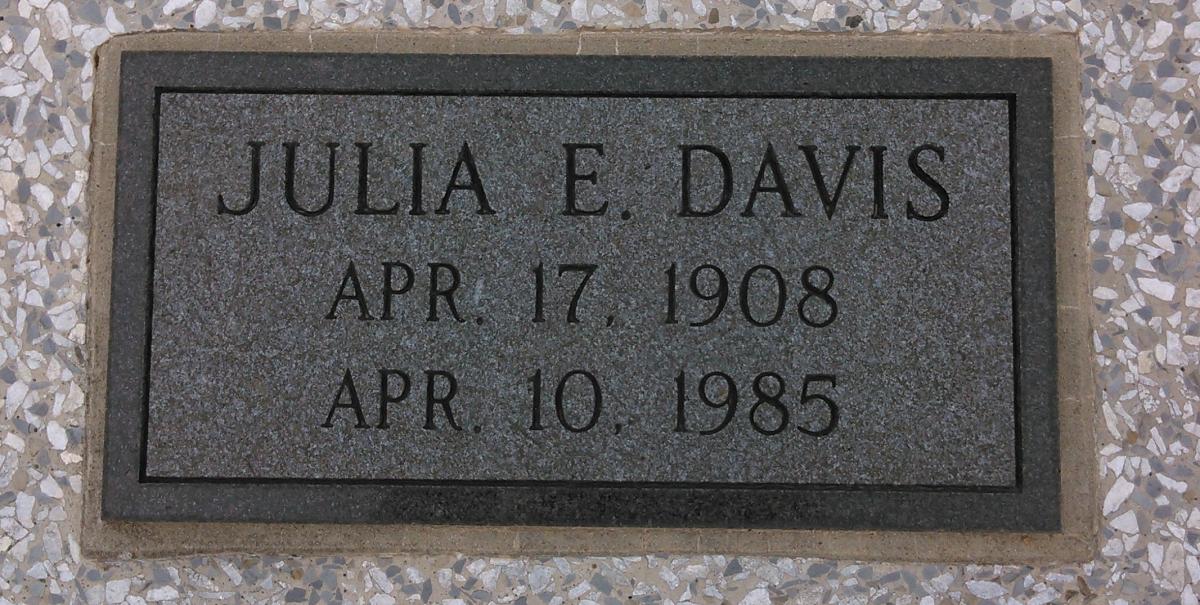 JULIA E. DAVIS
APR. 17, 1908
APR. 10, 1985